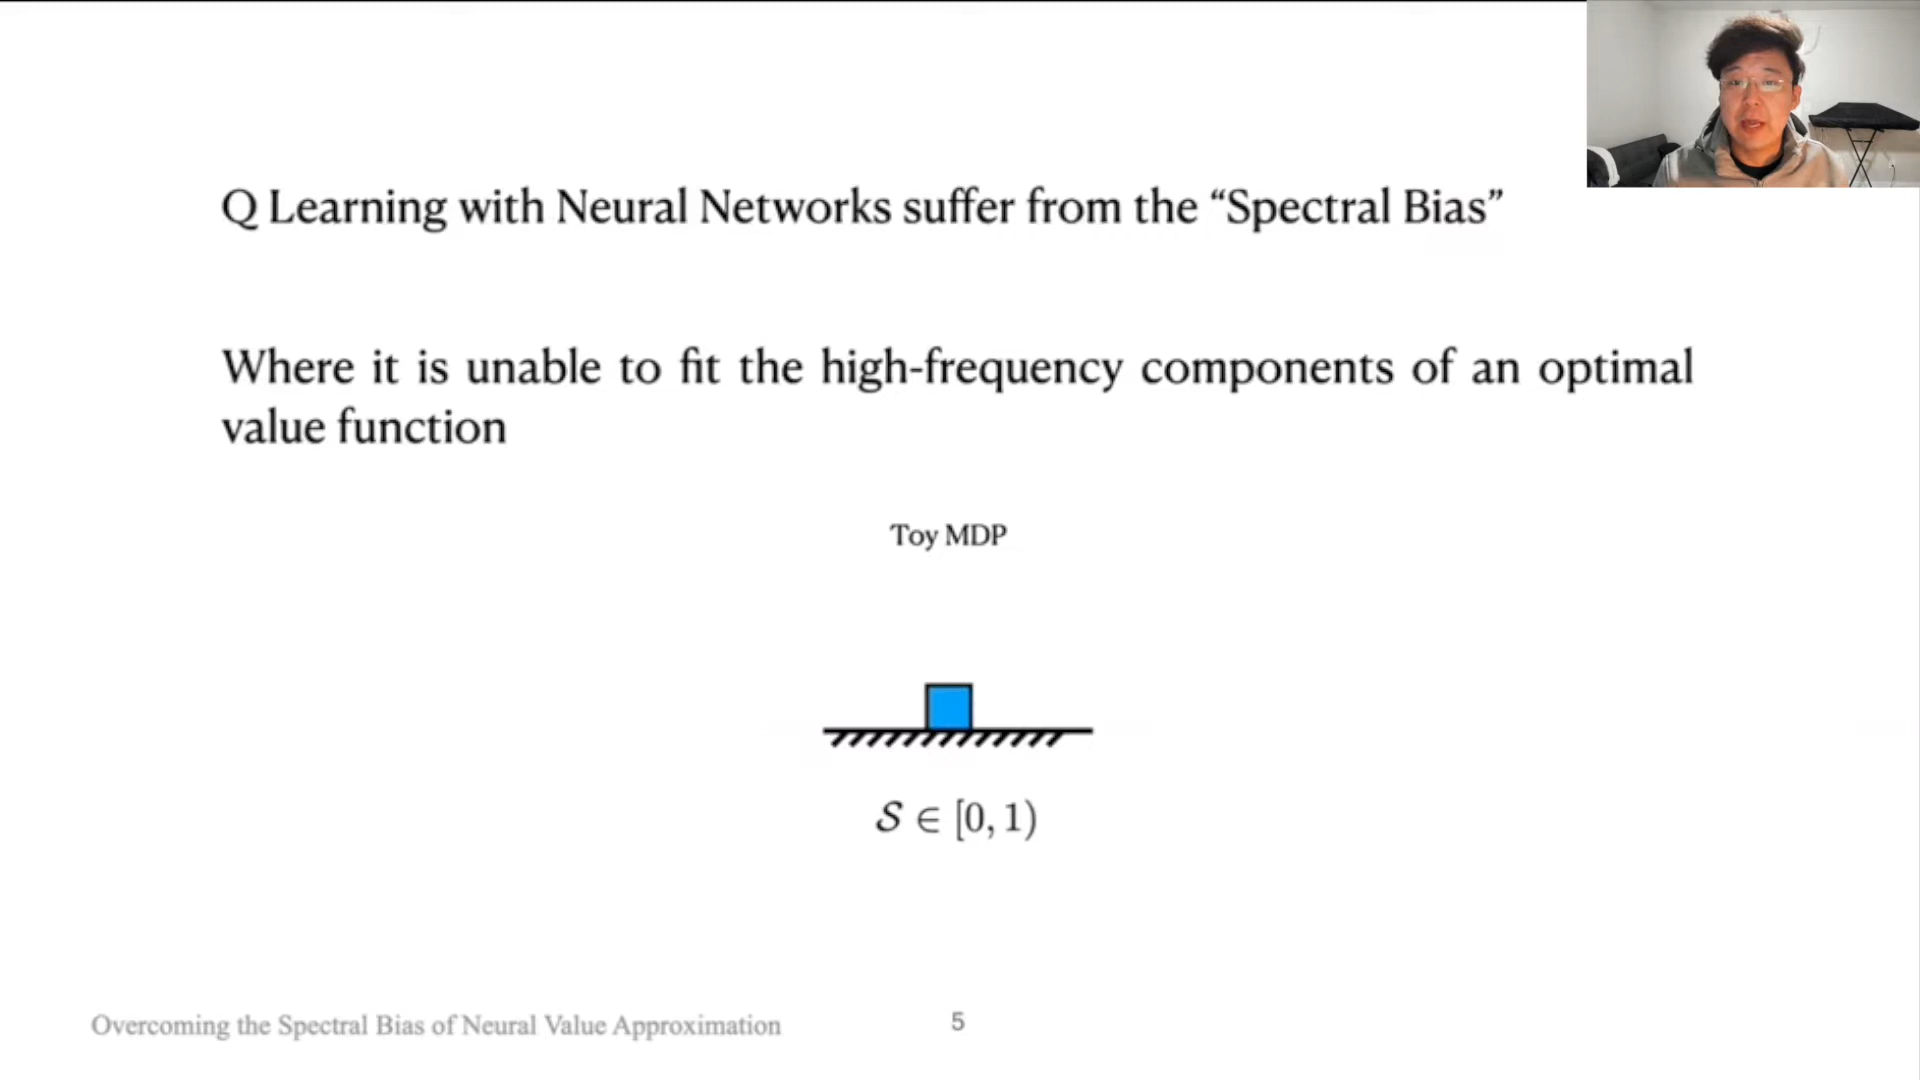 Q Learning with Neural Networks suffer from the “Spectral Bias”
Where it is unable to fit the high-frequency components of an optimal
value function
Toy MDP
𝒮 ∈ [0, 1)
Overcoming the Spectral Bias of Neural Value Approximation
5